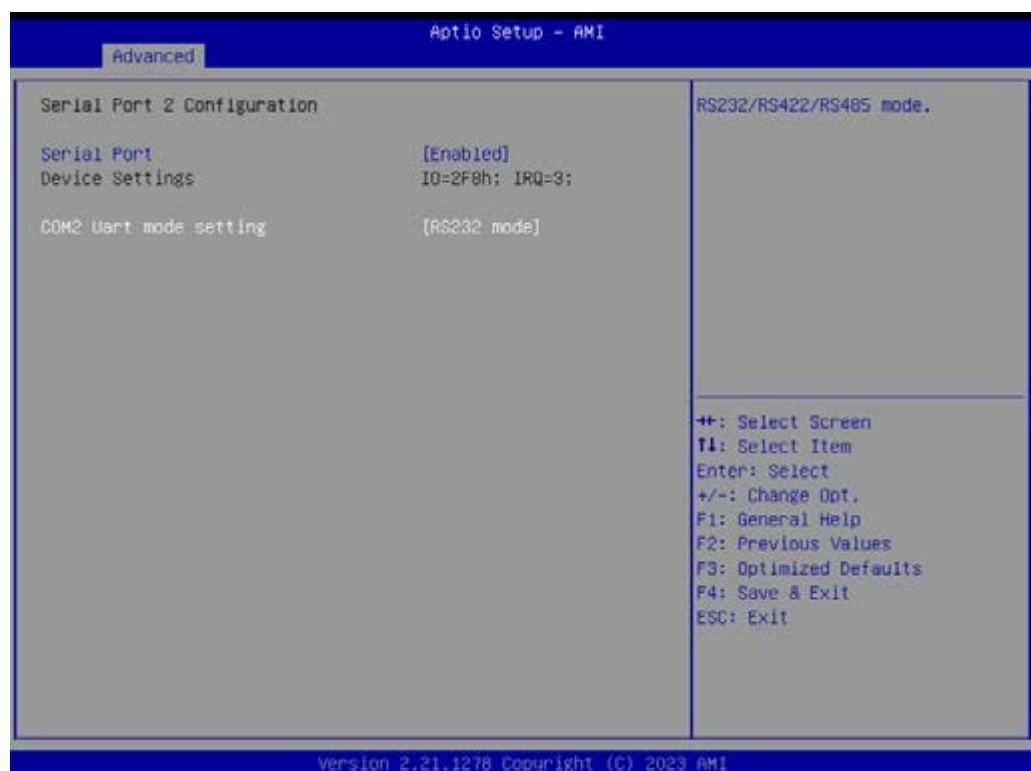 Aptio Setup – AMI
Advanced
Serial Port 2 Configuration
Serial Port [Enabled]
Device Settings IO=2F8h; IRQ=3;
COM2 Uart mode setting [RS232 mode]
RS232/RS422/RS485 mode.
→←: Select Screen
↑↓: Select Item
Enter: Select
+/-: Change Opt.
F1: General Help
F2: Previous Values
F3: Optimized Defaults
F4: Save & Exit
ESC: Exit
Version 2.21.1278 Copyright (C) 2023 AMI